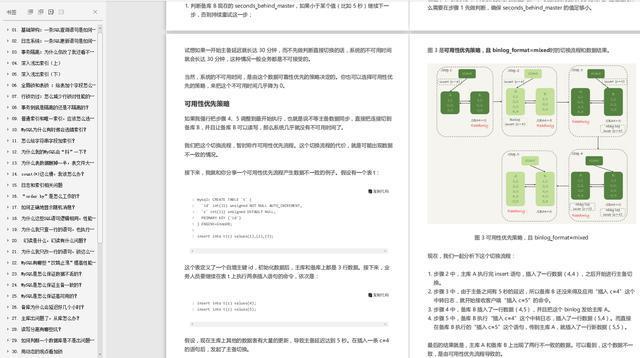 书签
01. 基础架构：一条SQL查询语句是如何
02. 日志系统：一条SQL更新语句是如何
03. 事务隔离：为什么你改了我还看不
04. 深入浅出索引（上）
05. 深入浅出索引（下）
06. 全局锁和表锁：给表加个字段怎么
07. 行锁功过：怎么减少行锁对性能的
08. 事务到底是隔离的还是不隔离的？
09. 普通索引和唯一索引，应该怎么选
10. MySQL为什么有时候会选错索引？
11. 怎么给字符串字段加索引？
12. 为什么我的MySQL会“抖”一下？
13. 为什么表数据删掉一半，表文件大
14. count(*)这么慢，我该怎么办？
15. 日志和索引相关问题
16. “order by”是怎么工作的？
17. 如何正确地显示随机消息？
18. 为什么这些SQL语句逻辑相同，性能
19. 为什么我只查一行的语句，也执行
20. 幻读是什么，幻读有什么问题？
21. 为什么我只改一行的语句，锁这么
22. MySQL有哪些“饮鸩止渴”提高性能
23. MySQL是怎么保证数据不丢的？
24. MySQL是怎么保证主备一致的？
25. MySQL是怎么保证高可用的？
26. 备库为什么会延迟好几个小时？
27. 主库出问题了，从库怎么办？
28. 读写分离有哪些坑？
29. 如何判断一个数据库是不是出问题
30. 用动态的观点看加锁
1. 判断备库 B 现在的 seconds_behind_master，如果小于某个值（比如 5 秒）继续下一
步，否则持续重试这一步；
试想如果一开始主备延迟就长达 30 分钟，而不先做判断直接切换的话，系统的不可用时间
就会长达 30 分钟，这种情况一般业务都是不可接受的。
当然，系统的不可用时间，是由这个数据可靠性优先的策略决定的。你也可以选择可用性优
先的策略，来把这个不可用时间几乎降为 0。
可用性优先策略
如果我强行把步骤 4、5 调整到最开始执行，也就是说不等主备数据同步，直接把连接切到
备库 B，并且让备库 B 可以读写，那么系统几乎就没有不可用时间了。
我们把这个切换流程，暂时称作可用性优先流程。这个切换流程的代价，就是可能出现数据
不一致的情况。
接下来，我就和你分享一个可用性优先流程产生数据不一致的例子。假设有一个表 t：
复制代码
mysql> CREATE TABLE `t` (
`id` int(11) unsigned NOT NULL AUTO_INCREMENT,
`c` int(11) unsigned DEFAULT NULL,
PRIMARY KEY (`id`)
) ENGINE=InnoDB;
insert into t(c) values(1),(2),(3);
这个表定义了一个自增主键 id，初始化数据后，主库和备库上都是 3 行数据。接下来，业
务人员要继续在表 t 上执行两条插入语句的命令，依次是：
复制代码
insert into t(c) values(4);
insert into t(c) values(5);
假设，现在主库上其他的数据表有大量的更新，导致主备延迟达到 5 秒。在插入一条 c=4
的语句后，发起了主备切换。
么需要在步骤 1 先做判断，确保 seconds_behind_master 的值足够小。
图 3 是可用性优先策略，且 binlog_format=mixed时的切换流程和数据结果。
图 3 可用性优先策略，且 binlog_format=mixed
现在，我们一起分析下这个切换流程：
1. 步骤 2 中，主库 A 执行完 insert 语句，插入了一行数据（4,4），之后开始进行主备切
换。
2. 步骤 3 中，由于主备之间有 5 秒的延迟，所以备库 B 还没来得及应用“插入 c=4”这个
中转日志，就开始接收客户端“插入 c=5”的命令。
3. 步骤 4 中，备库 B 插入了一行数据（4,5），并且把这个 binlog 发给主库 A。
4. 步骤 5 中，备库 B 执行“插入 c=4”这个中转日志，插入了一行数据（5,4）。而直接
在备库 B 执行的“插入 c=5”这个语句，传到主库 A，就插入了一行新数据（5,5）。
最后的结果就是，主库 A 和备库 B 上出现了两行不一致的数据。可以看到，这个数据不一
致，是由可用性优先流程导致的。